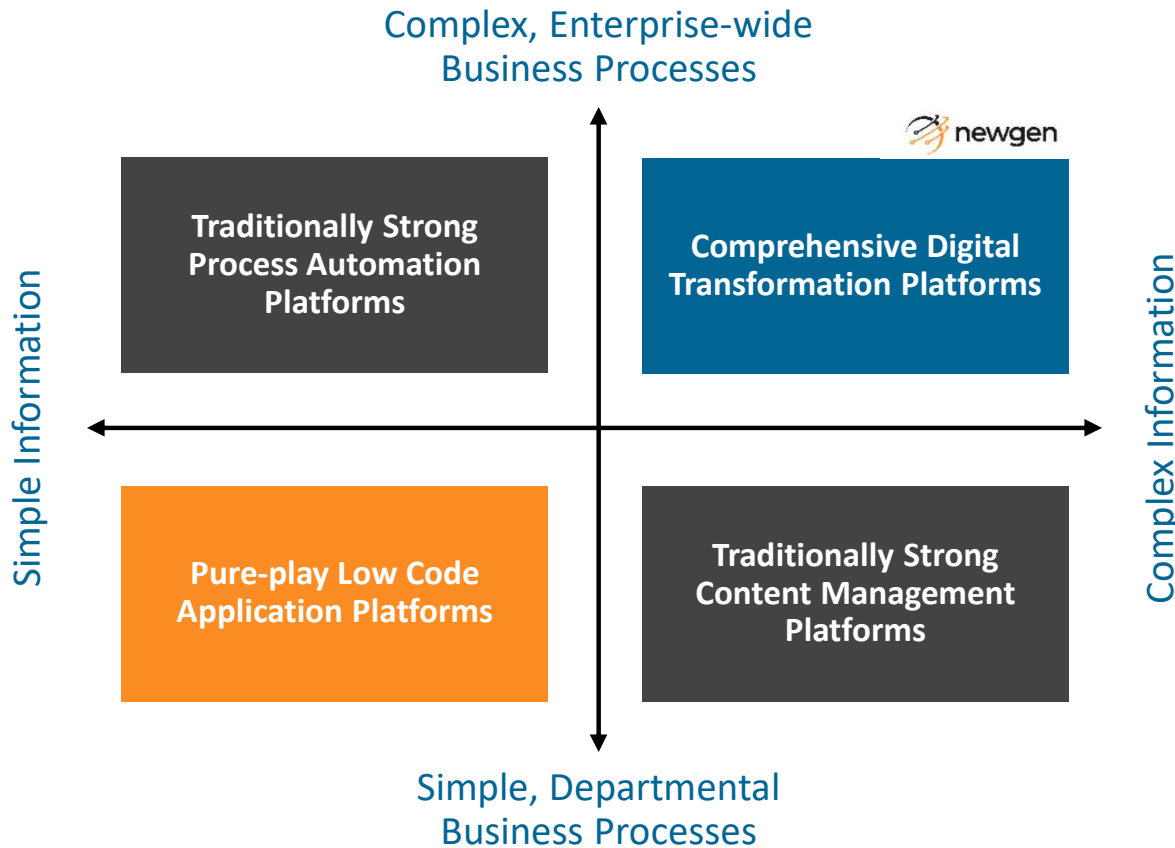 Complex, Enterprise-wide
Business Processes
newgen
Traditionally Strong
Process Automation
Platforms
Comprehensive Digital
Transformation Platforms
Simple Information
Complex Information
Pure-play Low Code
Application Platforms
Traditionally Strong
Content Management
Platforms
Simple, Departmental
Business Processes